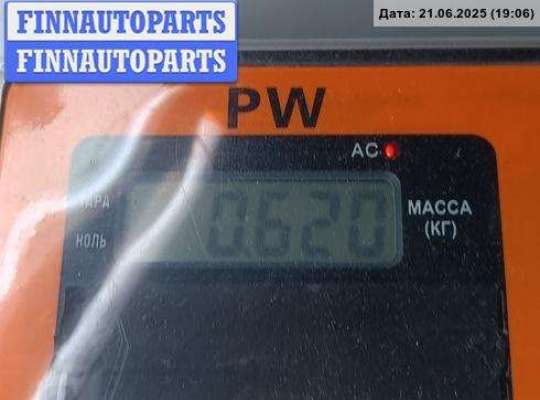 FINNAUTOPARTS
FINNAUTOPARTS
Дата: 21.06.2025 (19:06)
PW
AC
ТАРА
0.620
МАССА
(КГ)
НОЛЬ